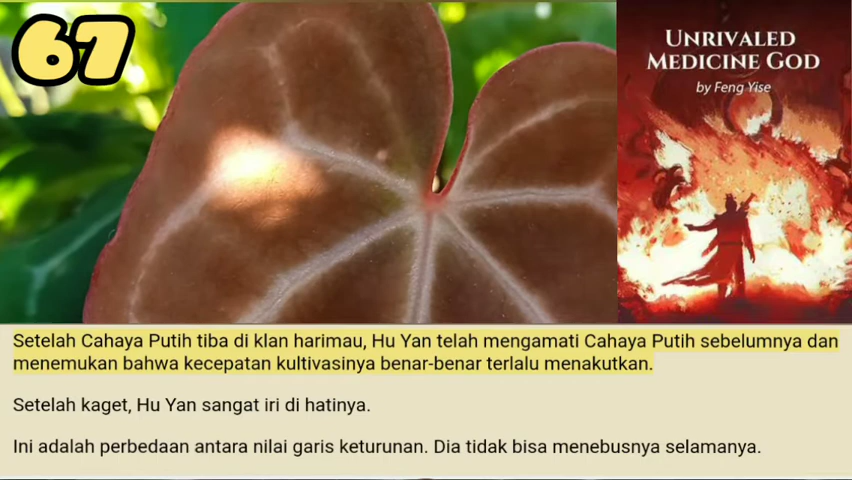 67
UNRIVALED
MEDICINE GOD
by Feng Yise
Setelah Cahaya Putih tiba di klan harimau, Hu Yan telah mengamati Cahaya Putih sebelumnya dan
menemukan bahwa kecepatan kultivasinya benar-benar terlalu menakutkan.
Setelah kaget, Hu Yan sangat iri di hatinya.
Ini adalah perbedaan antara nilai garis keturunan. Dia tidak bisa menebusnya selamanya.